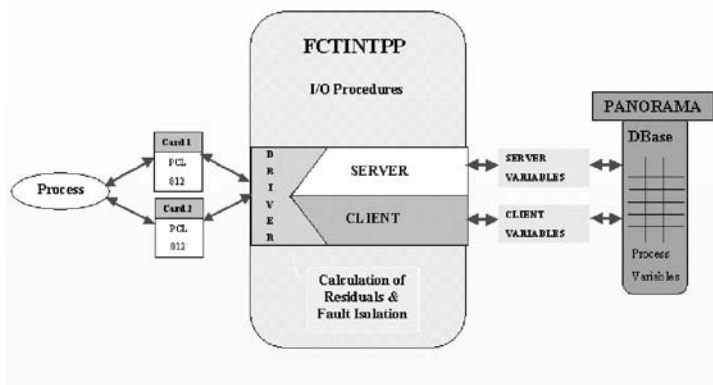 FCTINTPP
I/O Procedures
Process
Card 1
PCL
812
Card 2
PCL
812
D
R
I
V
E
R
SERVER
CLIENT
SERVER
VARIABLES
CLIENT
VARIABLES
PANORAMA
DBase
Process
Variables
Calculation of
Residuals &
Fault Isolation